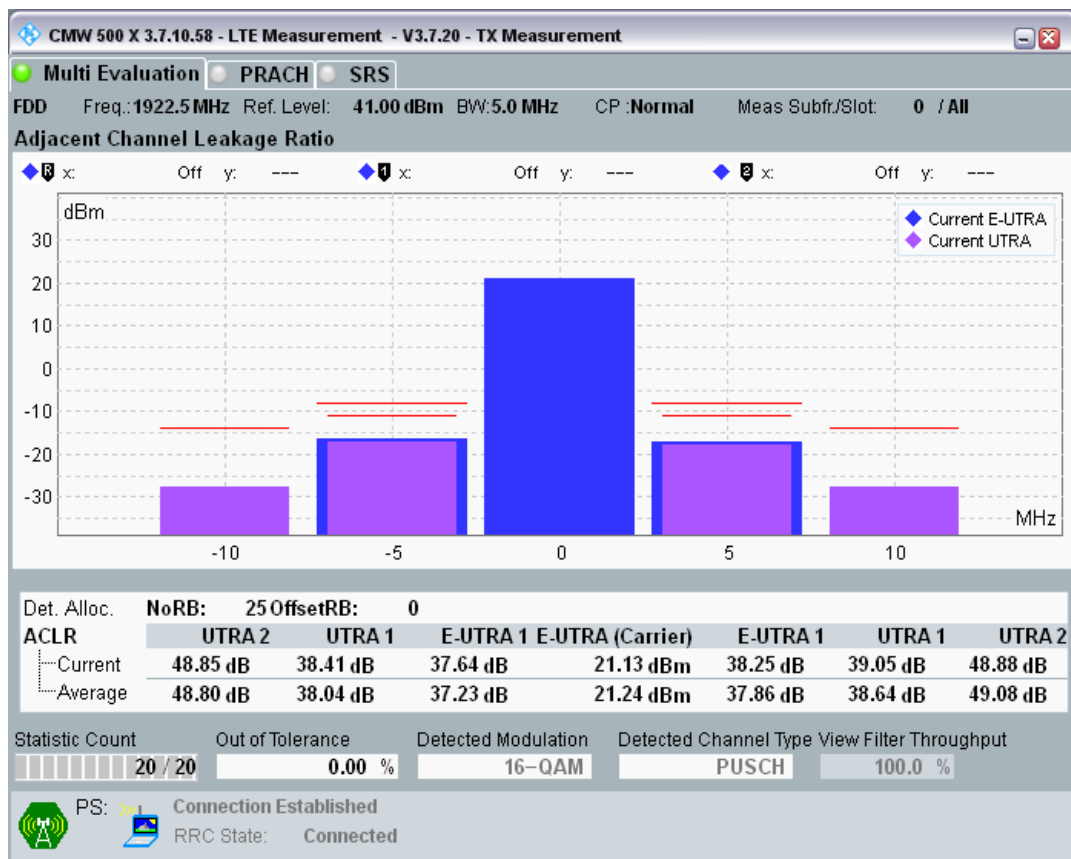 CMW 500 X 3.7.10.58 - LTE Measurement - V3.7.20 - TX Measurement
Multi Evaluation PRACH SRS
FDD Freq.:1922.5 MHz Ref. Level: 41.00 dBm BW:5.0 MHz CP :Normal Meas Subfr./Slot: 0 / All
Adjacent Channel Leakage Ratio
R x: Off y: --- 1 x: Off y: --- 2 x: Off y: ---
dBm
Current E-UTRA
Current UTRA
30
20
10
0
-10
-20
-30
MHz
-10 -5 0 5 10
Det. Alloc. NoRB: 25 OffsetRB: 0
ACLR UTRA 2 UTRA 1 E-UTRA 1 E-UTRA (Carrier) E-UTRA 1 UTRA 1 UTRA 2
Current 48.85 dB 38.41 dB 37.64 dB 21.13 dBm 38.25 dB 39.05 dB 48.88 dB
Average 48.80 dB 38.04 dB 37.23 dB 21.24 dBm 37.86 dB 38.64 dB 49.08 dB
Statistic Count Out of Tolerance Detected Modulation Detected Channel Type View Filter Throughput
20 / 20 0.00 % 16-QAM PUSCH 100.0 %
PS: Connection Established
RRC State: Connected